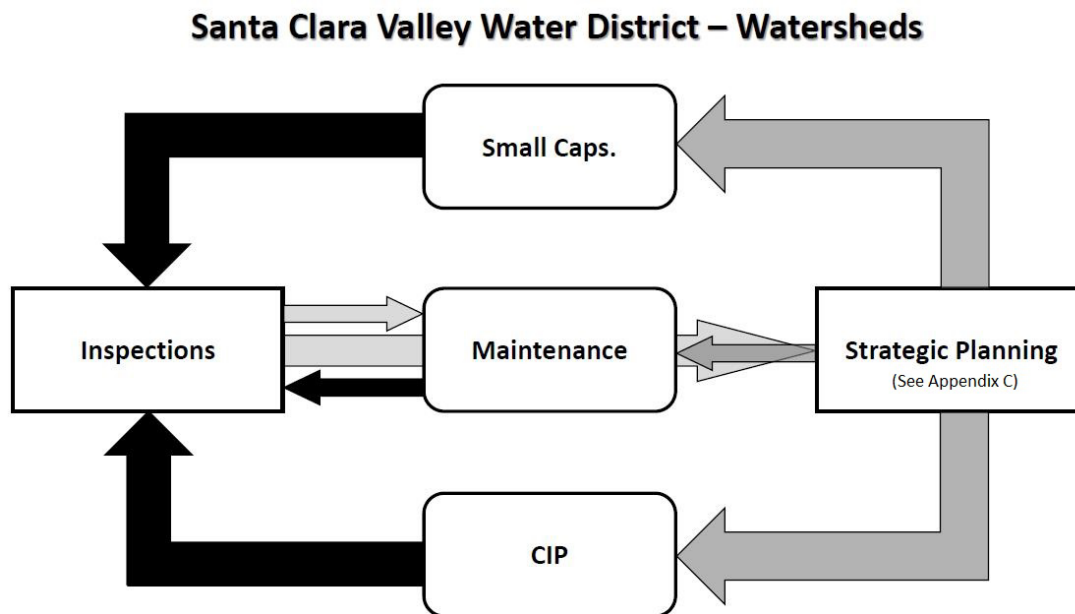 Santa Clara Valley Water District – Watersheds
Small Caps.
Inspections
Maintenance
Strategic Planning
(See Appendix C)
CIP